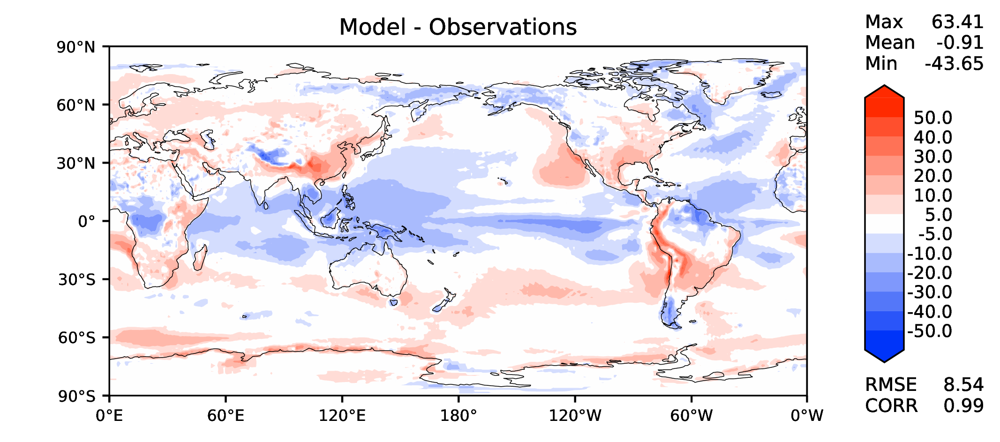 Model - Observations
Max 63.41
Mean -0.91
Min -43.65
90°N
60°N
30°N
0°
30°S
60°S
90°S
0°E 60°E 120°E 180° 120°W 60°W 0°W
50.0
40.0
30.0
20.0
10.0
5.0
-5.0
-10.0
-20.0
-30.0
-40.0
-50.0
RMSE 8.54
CORR 0.99